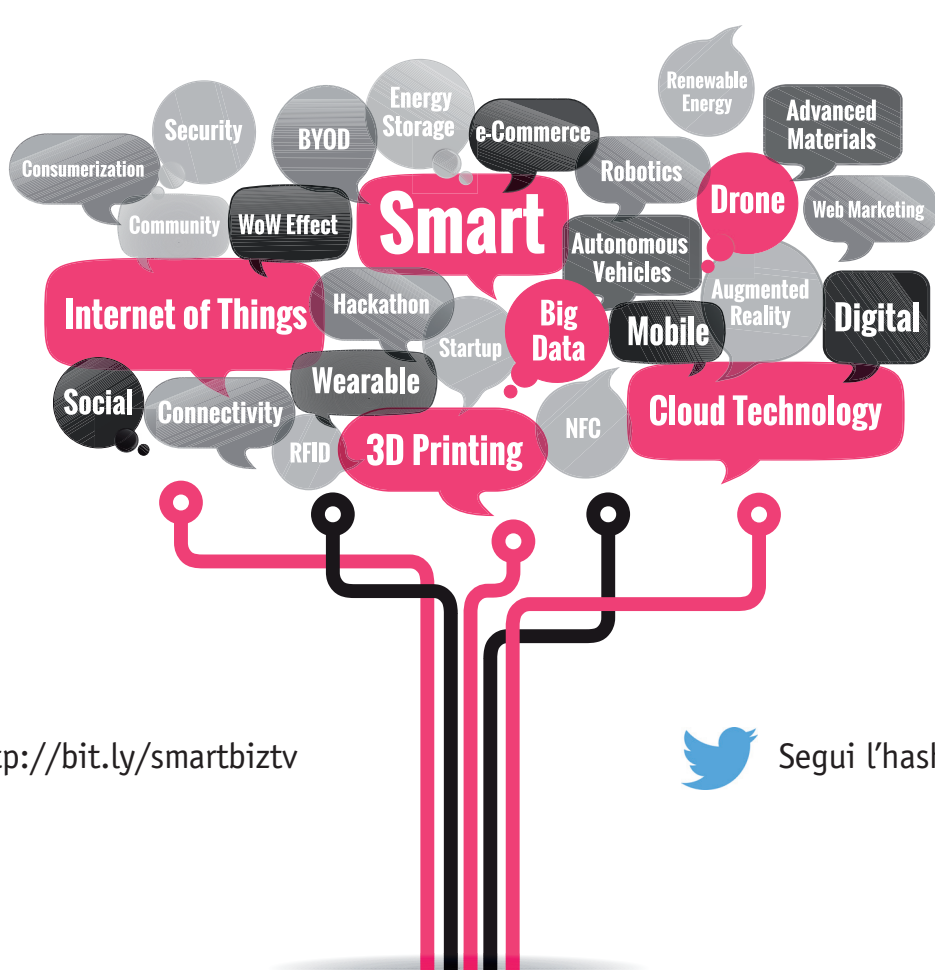 Renewable
Energy
Energy
Storage
Advanced
Materials
Security
BYOD
e-Commerce
Consumerization
Robotics
Drone
Web Marketing
Community
WoW Effect
Smart
Autonomous
Vehicles
Internet of Things
Hackathon
Big
Data
Augmented
Reality
Mobile
Digital
Startup
Wearable
Social
Connectivity
Cloud Technology
RFID
3D Printing
NFC
tp://bit.ly/smartbiztv
Segui l’hash